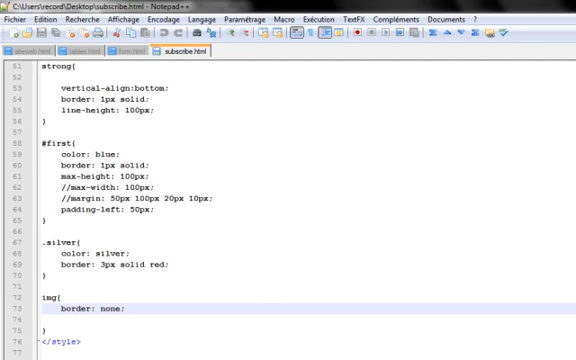 C:\Users\record\Desktop\subscribe.html - Notepad++
Fichier Edition Recherche Affichage Encodage Langage Paramétrage Macro Exécution TextFX Compléments Documents ?
siteweb.html tables.html form.html subscribe.html
51 strong{
52
53 vertical-align:bottom;
54 border: 1px solid;
55 line-height: 100px;
56 }
57
58 #first{
59 color: blue;
60 border: 1px solid;
61 max-height: 100px;
62 //max-width: 100px;
63 //margin: 50px 100px 20px 10px;
64 padding-left: 50px;
65 }
66
67 .silver{
68 color: silver;
69 border: 3px solid red;
70 }
71
72 img{
73 border: none;
74
75 }
76 </style>
77